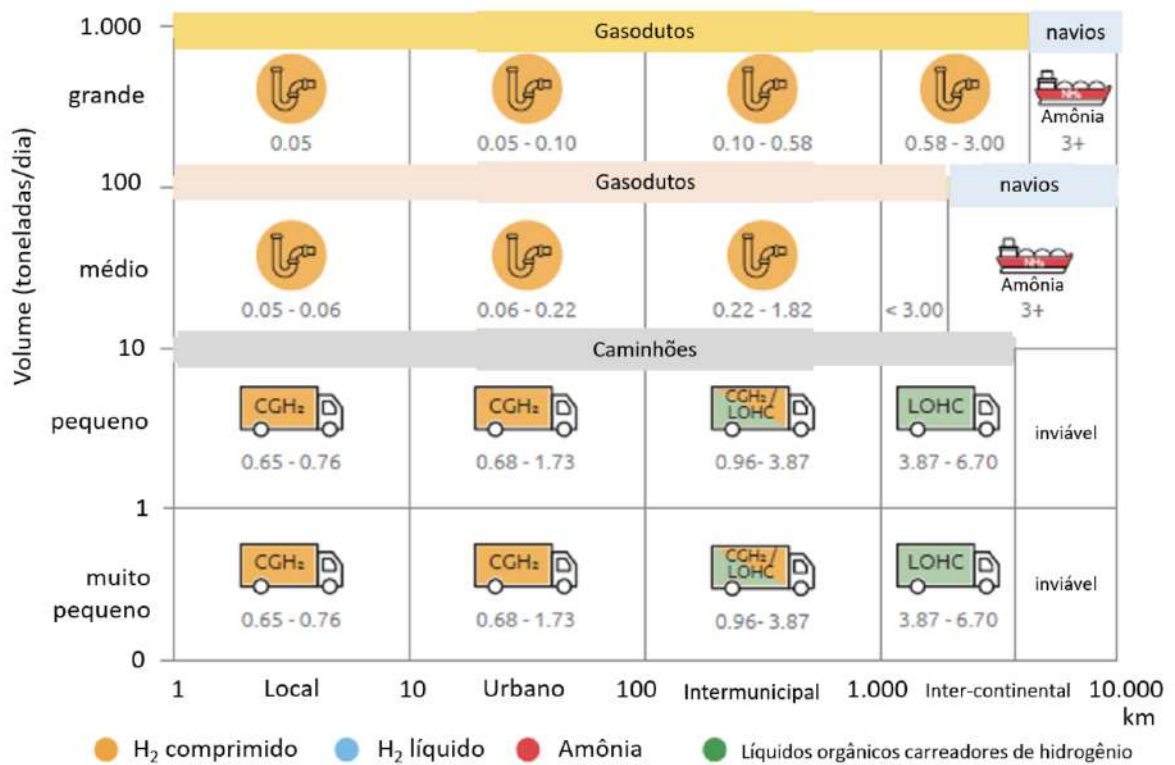 1.000
Gasodutos
navios
grande
NH₃
Amônia
0.05
0.05 - 0.10
0.10 - 0.58
0.58 - 3.00
3+
100
Gasodutos
navios
médio
NH₃
Amônia
0.05 - 0.06
0.06 - 0.22
0.22 - 1.82
< 3.00
3+
Volume (toneladas/dia)
10
Caminhões
pequeno
CGH₂
CGH₂
CGH₂/
LOHC
LOHC
inviável
0.65 - 0.76
0.68 - 1.73
0.96- 3.87
3.87 - 6.70
1
muito
pequeno
CGH₂
CGH₂
CGH₂/
LOHC
LOHC
inviável
0.65 - 0.76
0.68 - 1.73
0.96- 3.87
3.87 - 6.70
0
1
Local
10
Urbano
100
Intermunicipal
1.000
Inter-continental
10.000
km
H₂ comprimido
H₂ líquido
Amônia
Líquidos orgânicos carreadores de hidrogênio